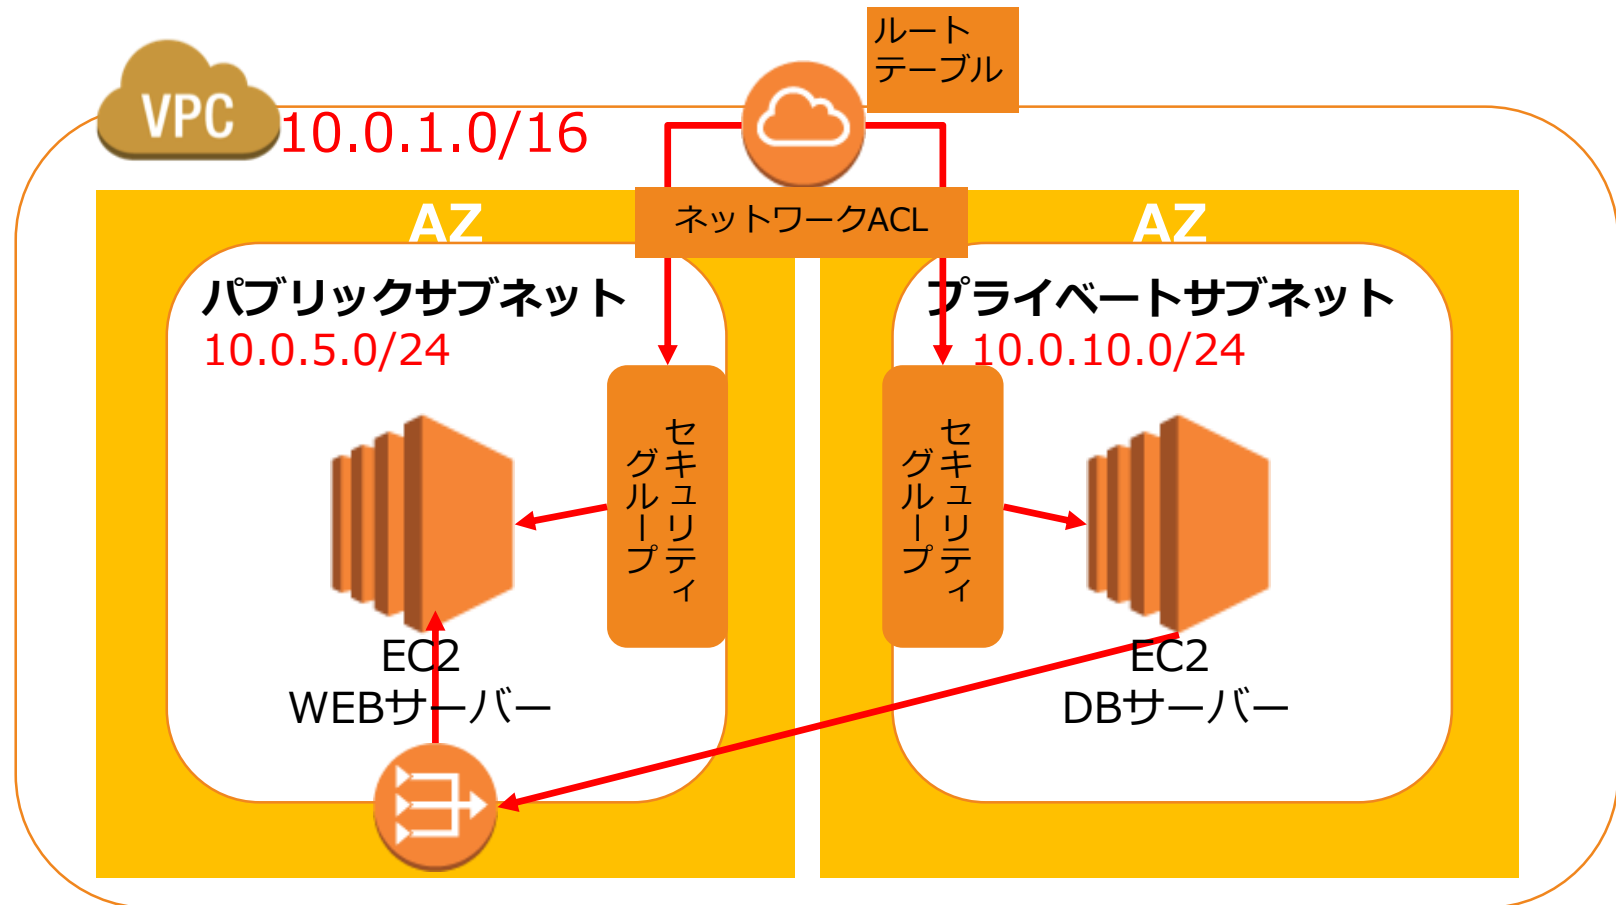 ルート
テーブル
VPC
10.0.1.0/16
ネットワークACL
AZ
AZ
パブリックサブネット
10.0.5.0/24
プライベートサブネット
10.0.10.0/24
セキュリティ
グループ
セキュリティ
グループ
EC2
WEBサーバー
EC2
DBサーバー